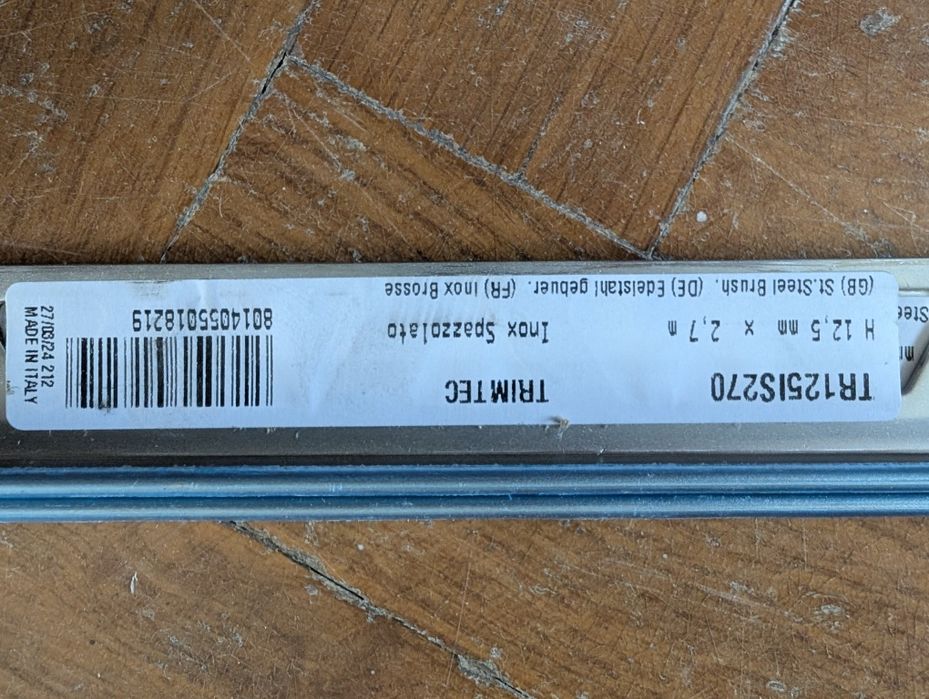 TR125IS270 TRIMTEC
H 12,5 mm x 2,7 m Inox Spazzolato
(GB) St.Steel Brush. (DE) Edelstahl gebuer. (FR) Inox Brosse
8014055018219
27/03/24 212
MADE IN ITALY